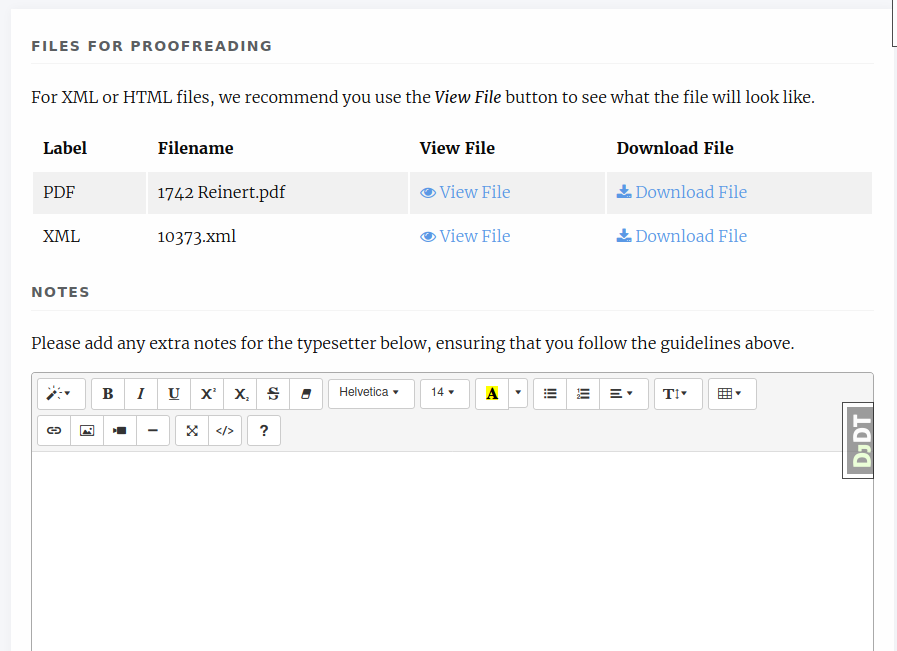 FILES FOR PROOFREADING
For XML or HTML files, we recommend you use the View File button to see what the file will look like.
Label Filename View File Download File
PDF 1742 Reinert.pdf View File Download File
XML 10373.xml View File Download File
NOTES
Please add any extra notes for the typesetter below, ensuring that you follow the guidelines above.
B I U X² X₂ S Helvetica 14 A T
</> ?
DJDT